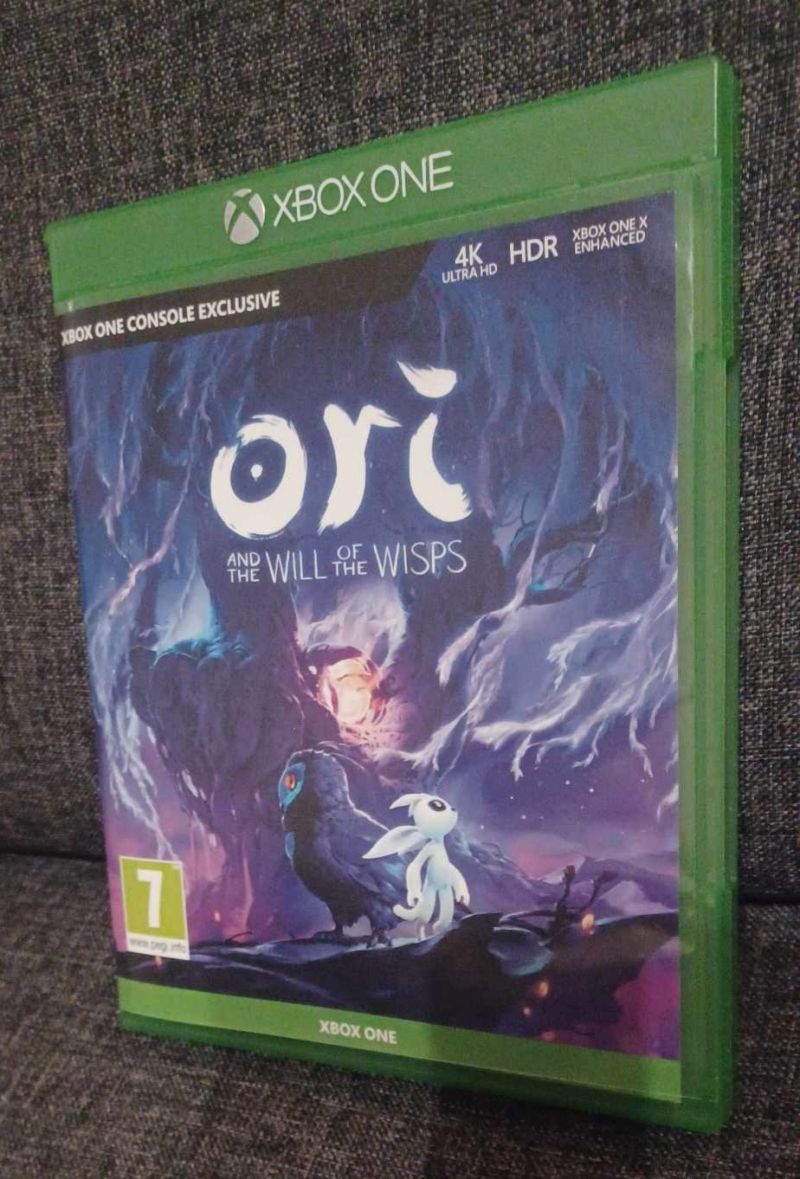 XBOX ONE
4K
ULTRA HD
HDR
XBOX ONE X
ENHANCED
XBOX ONE CONSOLE EXCLUSIVE
ori
AND THE WILL OF THE WISPS
7
www.pegi.info
XBOX ONE